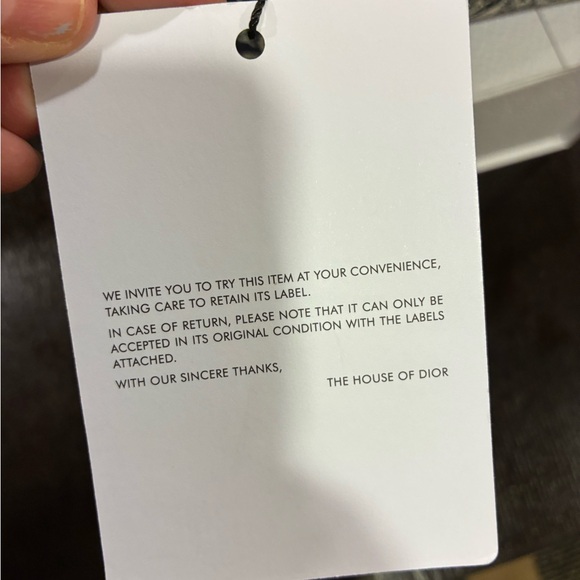 WE INVITE YOU TO TRY THIS ITEM AT YOUR CONVENIENCE,
TAKING CARE TO RETAIN ITS LABEL.
IN CASE OF RETURN, PLEASE NOTE THAT IT CAN ONLY BE
ACCEPTED IN ITS ORIGINAL CONDITION WITH THE LABELS
ATTACHED.
WITH OUR SINCERE THANKS, THE HOUSE OF DIOR